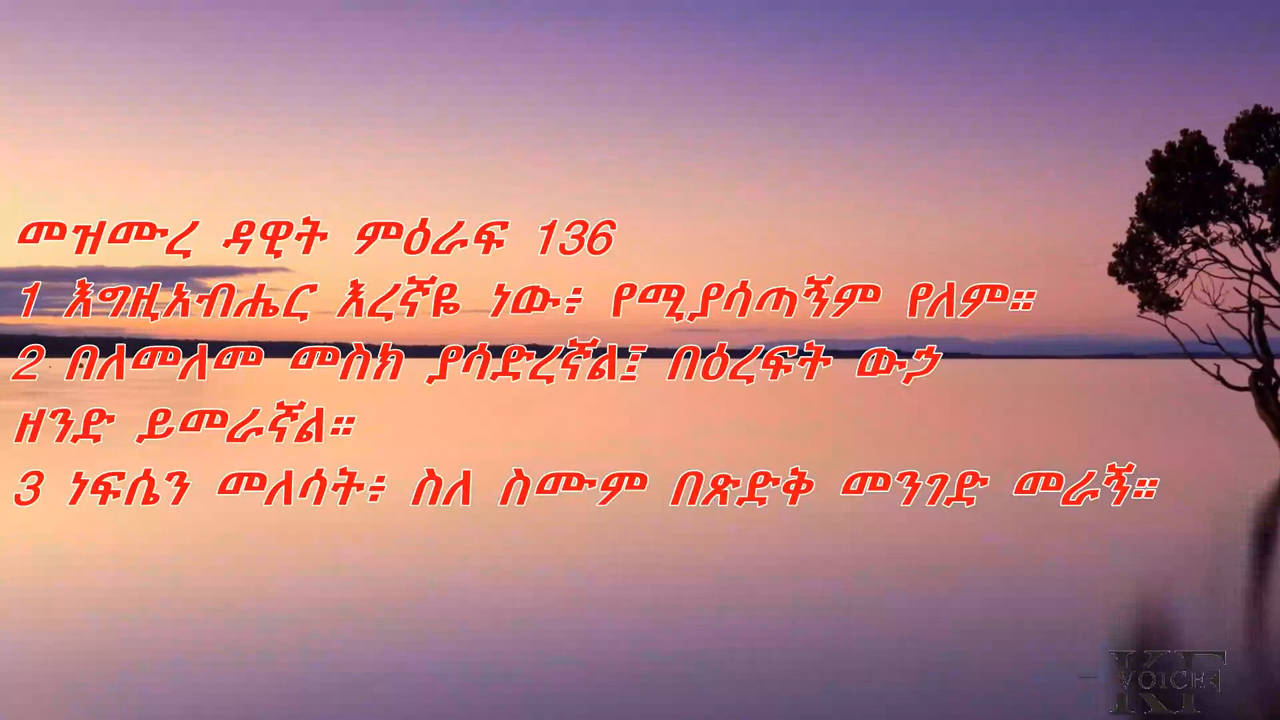 መዝሙረ ዳዊት ምዕራፍ 136
1 እግዚአብሔር እረኛዬ ነው፥ የሚያሳጣኝም የለም።
2 በለመለመ መስክ ያሳድረኛል፤ በዕረፍት ውኃ
ዘንድ ይመራኛል።
3 ነፍሴን መለሳት፥ ስለ ስሙም በጽድቅ መንገድ መራኝ።
KF
VOICE